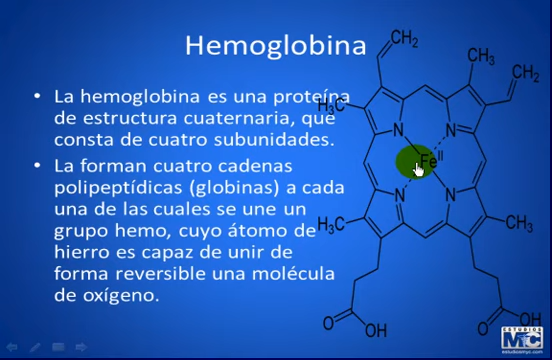 Hemoglobina
• La hemoglobina es una proteína
de estructura cuaternaria, que
consta de cuatro subunidades.
• La forman cuatro cadenas
polipeptídicas (globinas) a cada
una de las cuales se une un
grupo hemo, cuyo átomo de
hierro es capaz de unir de
forma reversible una molécula
de oxígeno.
CH₂
CH₃
CH₂
H₃C
N
N
Fe^II
N
N
H₃C
CH₃
O
OH
O
OH
ESTUDIOS
MyC
estudiosmyc.com